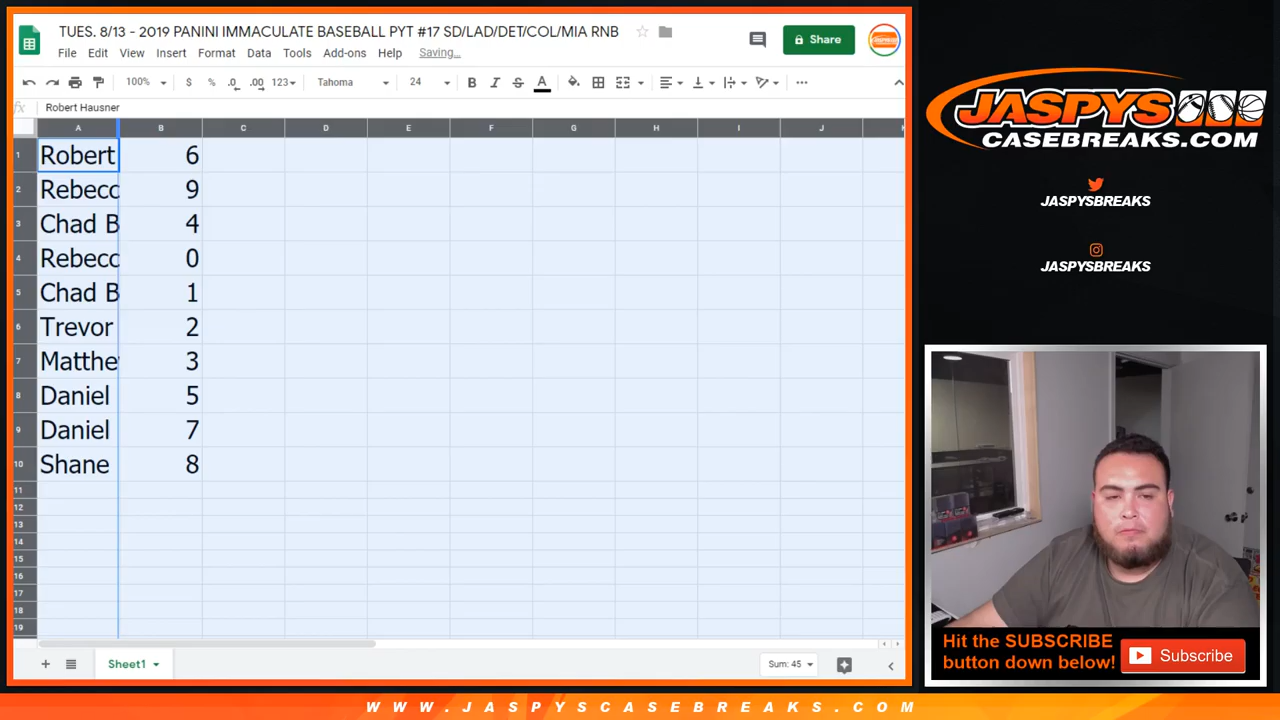 TUES. 8/13 - 2019 PANINI IMMACULATE BASEBALL PYT #17 SD/LAD/DET/COL/MIA RNB
File Edit View Insert Format Data Tools Add-ons Help Saving...
Share
100% $ % .0 .00 123 Tahoma 24 B I S A
fx Robert Hausner
A B C D E F G H I J
1 Robert 6
2 Rebecc 9
3 Chad B 4
4 Rebecc 0
5 Chad B 1
6 Trevor 2
7 Matthe 3
8 Daniel 5
9 Daniel 7
10 Shane 8
11
12
13
14
15
16
17
18
19
Sheet1
Sum: 45
JASPYS
CASEBREAKS.COM
JASPYSBREAKS
JASPYSBREAKS
Hit the SUBSCRIBE
button down below!
Subscribe
WWW.JASPYSCASEBREAKS.COM